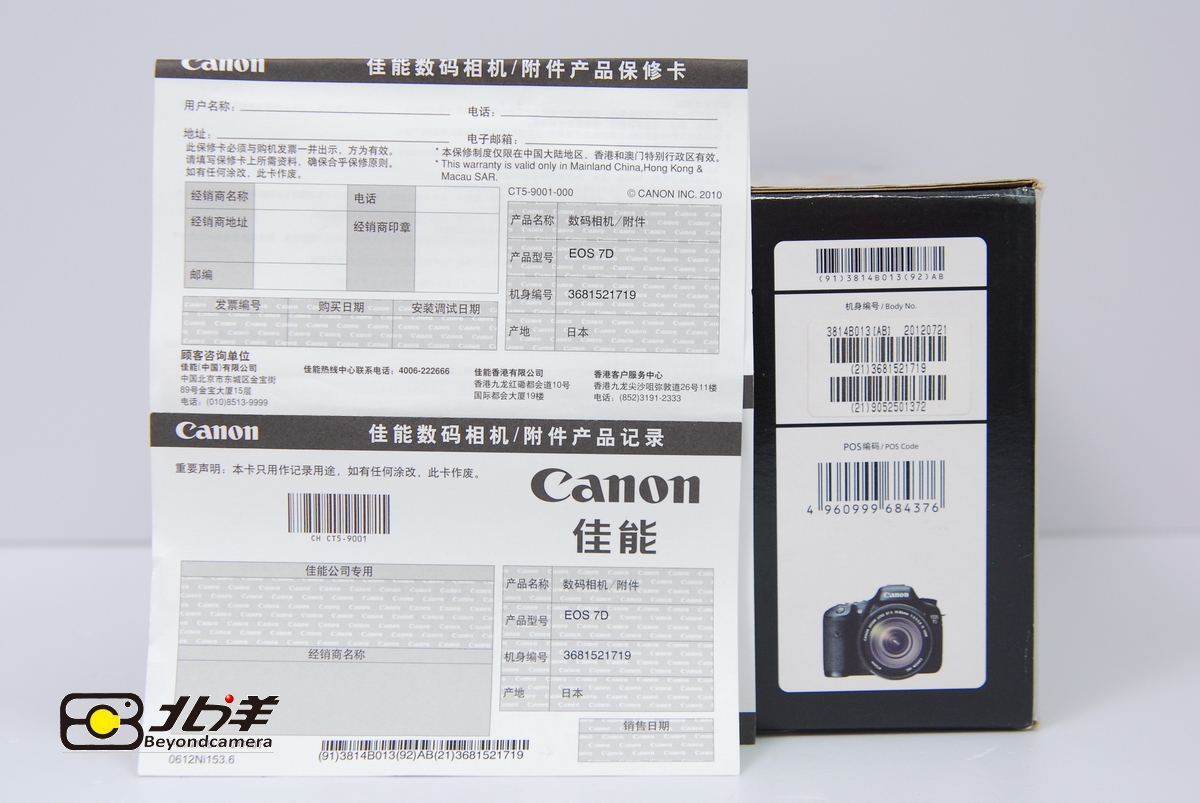 Canon 佳能数码相机/附件产品保修卡
用户名称: 电话:
地址: 电子邮箱:
此保修卡必须与购机发票一并出示,方为有效。
请填写保修卡上所需资料,确保合乎保修原则。
如有任何涂改,此卡作废。
*本保修制度仅限在中国大陆地区,香港和澳门特别行政区有效。
* This warranty is valid only in Mainland China,Hong Kong &
Macau SAR.
CT5-9001-000 © CANON INC. 2010
经销商名称 电话
经销商地址 经销商印章
邮编
发票编号 购买日期 安装调试日期
产品名称 数码相机/附件
产品型号 EOS 7D
机身编号 3681521719
产地 日本
顾客咨询单位
佳能(中国)有限公司
中国北京市东城区金宝街
89号金宝大厦15层
电话:(010)8513-9999
佳能热线中心联系电话:4006-222666
佳能香港有限公司
香港九龙红磡都会道10号
国际都会大厦19楼
香港客户服务中心
香港九龙尖沙咀弥敦道26号11楼
电话:(852)3191-2333
Canon 佳能数码相机/附件产品记录
重要声明:本卡只用作记录用途,如有任何涂改,此卡作废。
CH CT5-9001
Canon
佳能
佳能公司专用
经销商名称
产品名称 数码相机/附件
产品型号 EOS 7D
机身编号 3681521719
产地 日本
销售日期
(91)3814B013(92)AB(21)3681521719
0612Ni153.6
北洋
Beyondcamera
(91)3814B013(92)AB
机身编号/Body No.
3814B013(AB) 20120721
(21)3681521719
(21)9052501372
POS编码/POS Code
4 960999 684376
Canon